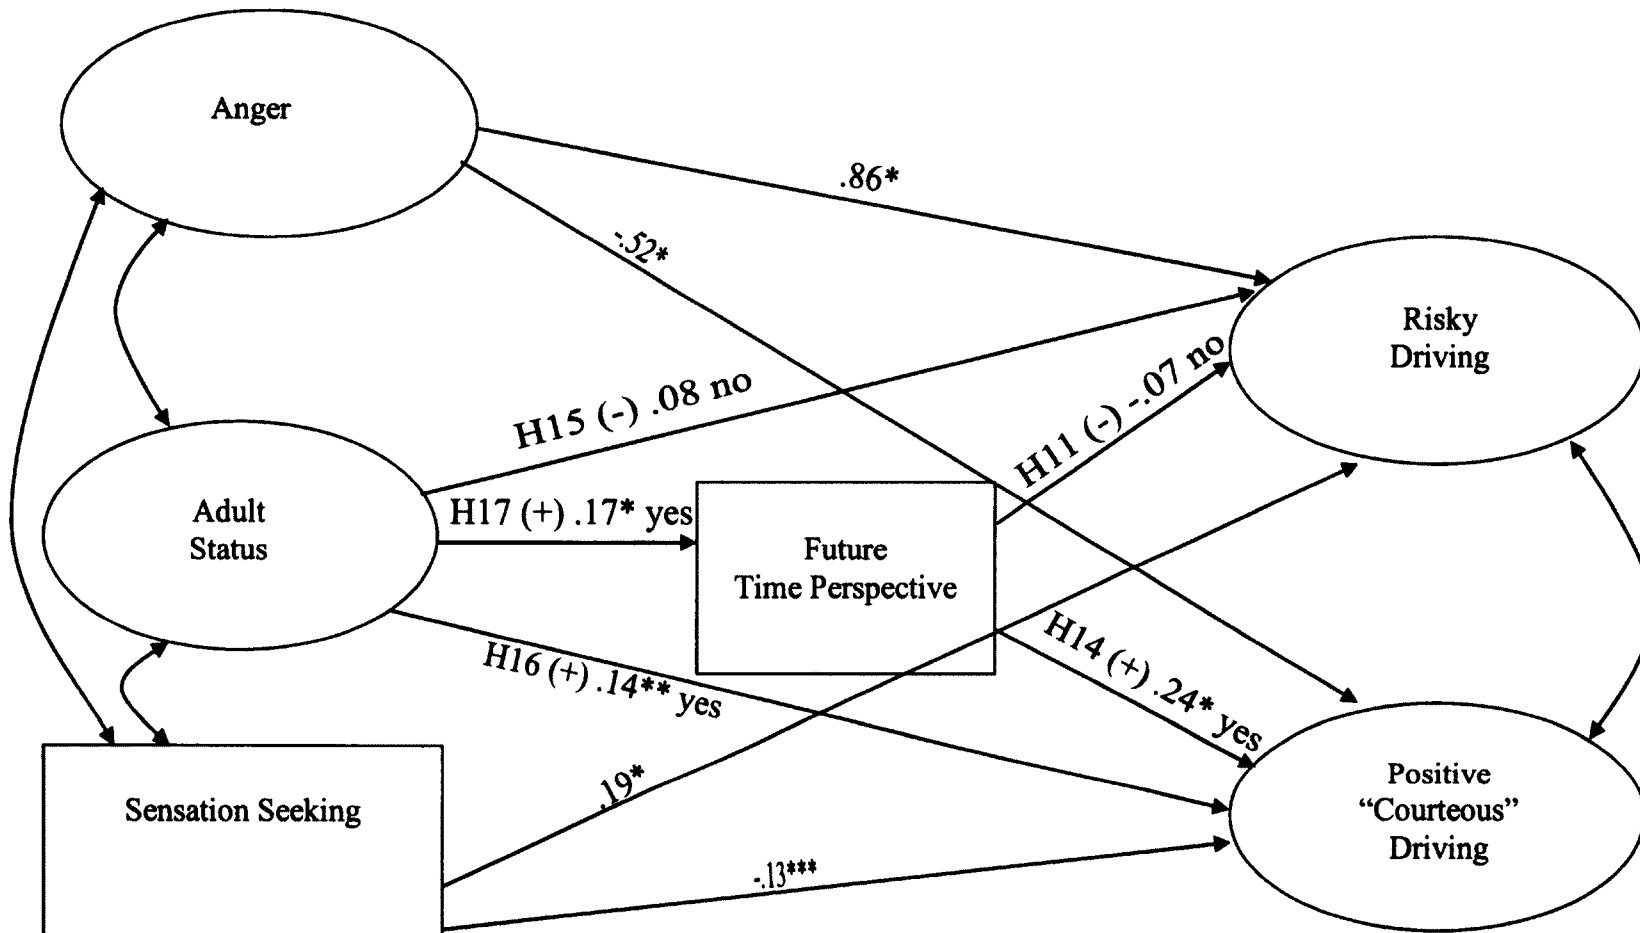 Anger
.86*
-.52*
Risky
Driving
H15 (-) .08 no
H11 (-) -.07 no
Adult
Status
H17 (+) .17* yes
Future
Time Perspective
H16 (+) .14** yes
H14 (+) .24* yes
Sensation Seeking
.19*
-.13***
Positive
“Courteous”
Driving